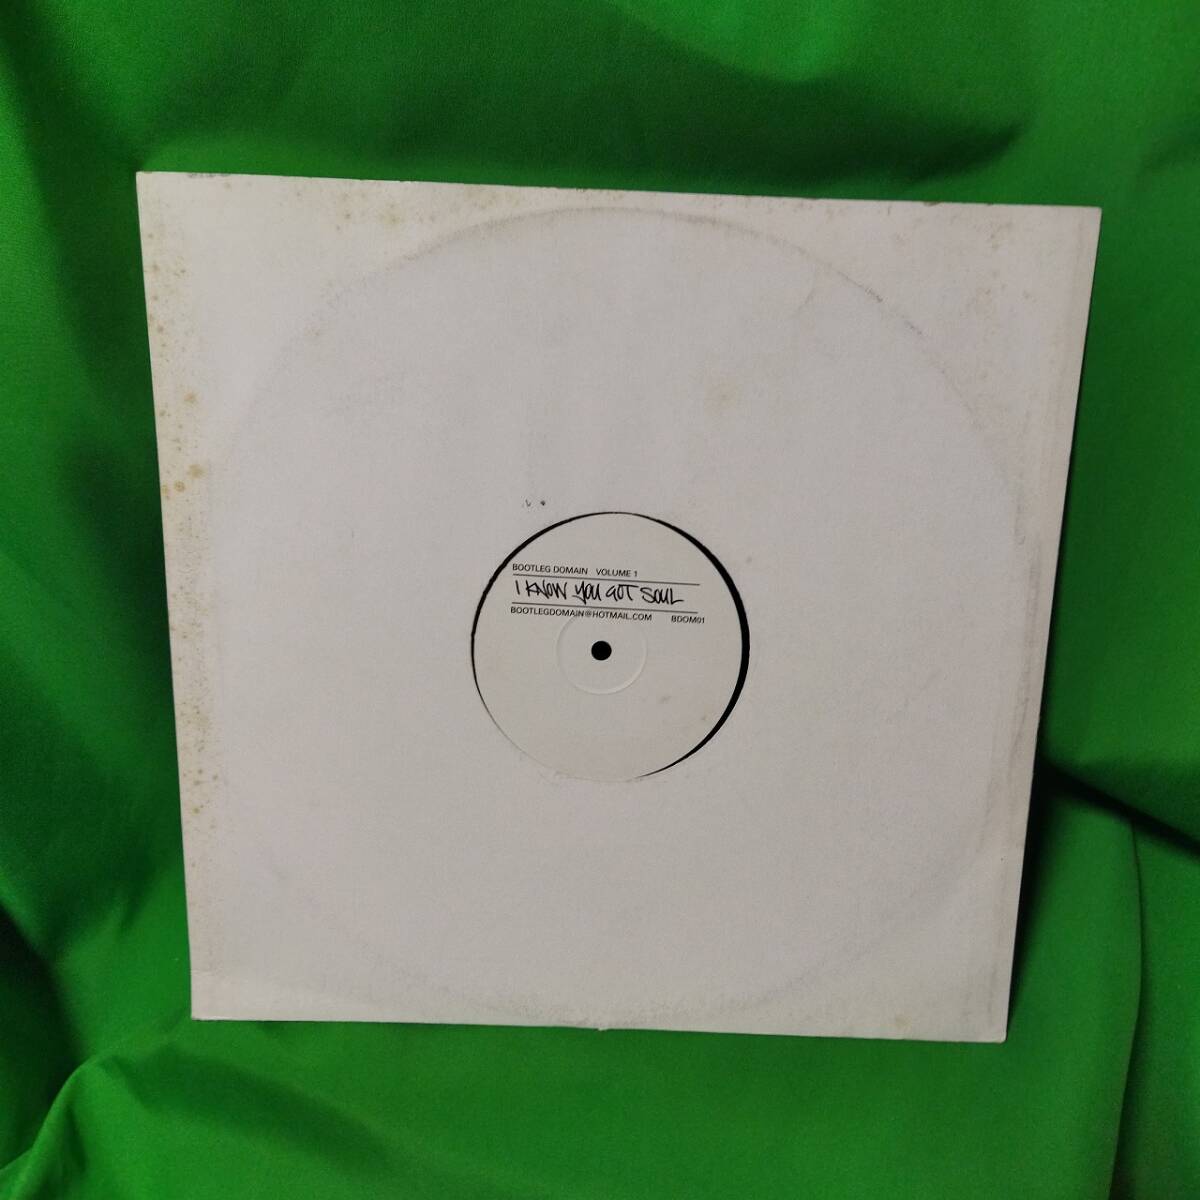 BOOTLEG DOMAIN VOLUME 1
I KNOW YOU GOT SOUL
BOOTLEGDOMAIN@HOTMAIL.COM BDOM01